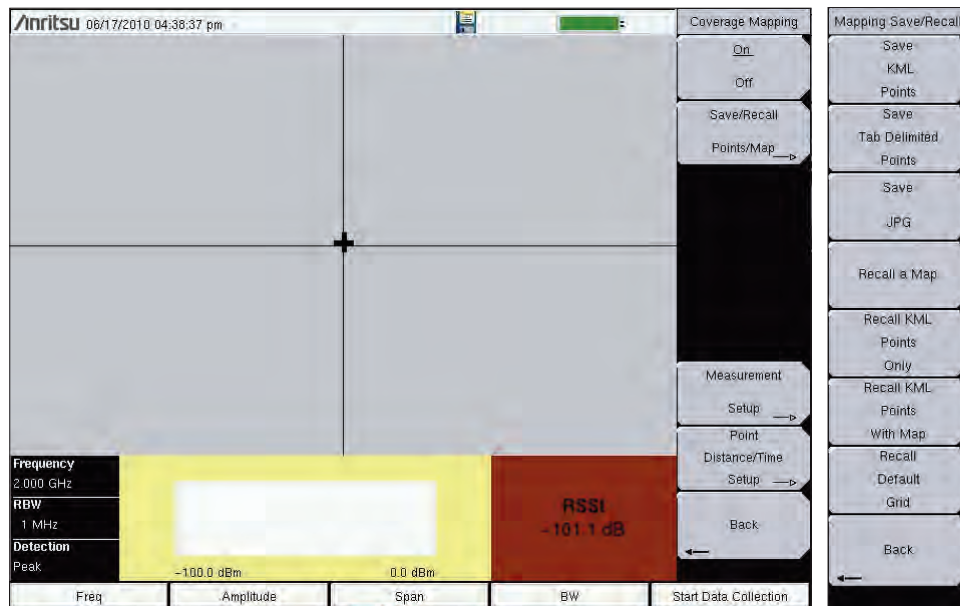 /Inritsu 06/17/2010 04:38:37 pm
Coverage Mapping
On
Off
Save/Recall
Points/Map
Measurement
Setup
Point
Distance/Time
Setup
Back
Mapping Save/Recall
Save
KML
Points
Save
Tab Delimited
Points
Save
JPG
Recall a Map
Recall KML
Points
Only
Recall KML
Points
With Map
Recall
Default
Grid
Back
Frequency
2.000 GHz
RBW
1 MHz
Detection
Peak
-100.0 dBm 0.0 dBm
RSSI
-101.1 dB
Freq Amplitude Span BW Start Data Collection